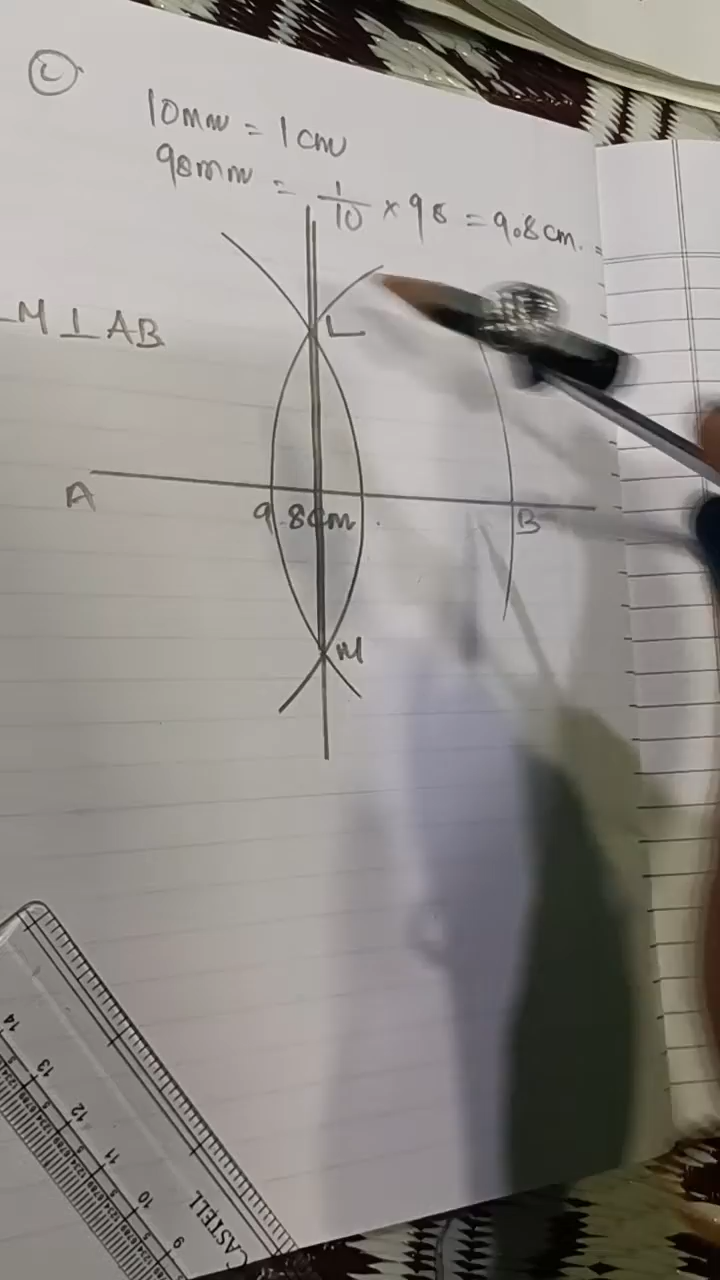 c
10mm = 1cm
98mm = 1/10 × 98 = 9.8cm.
LM ⊥ AB
L
A
9.8cm
B
M
14
13
12
11
10
9
CASTELL